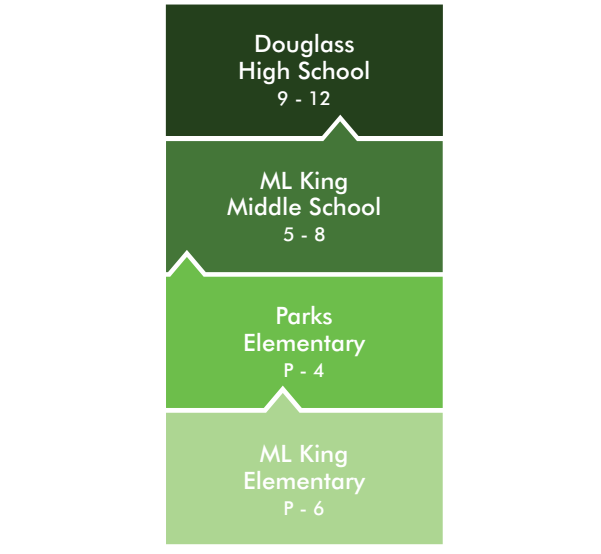 Douglass
High School
9 - 12
ML King
Middle School
5 - 8
Parks
Elementary
P - 4
ML King
Elementary
P - 6